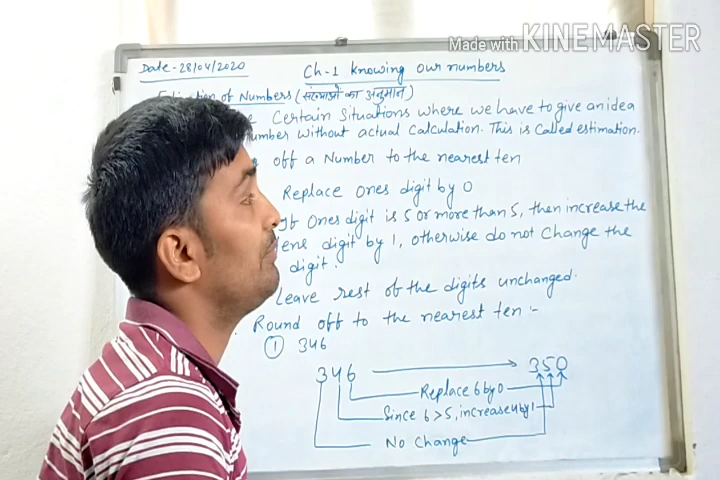 Made with KINEMASTER
Date-28/04/2020
Ch-1 Knowing our numbers
of Numbers (संख्याओं का अनुमान)
Certain Situations where we have to give an idea
number without actual calculation. This is called estimation.
off a Number to the nearest ten
Replace ones digit by 0
If Ones digit is 5 or more than 5, then increase the
digit by 1, otherwise do not change the
digit.
Leave rest of the digits unchanged.
Round off to the nearest ten :-
① 346
346 → 350
Replace 6 by 0
Since 6 > 5, increase 4 by 1
No Change